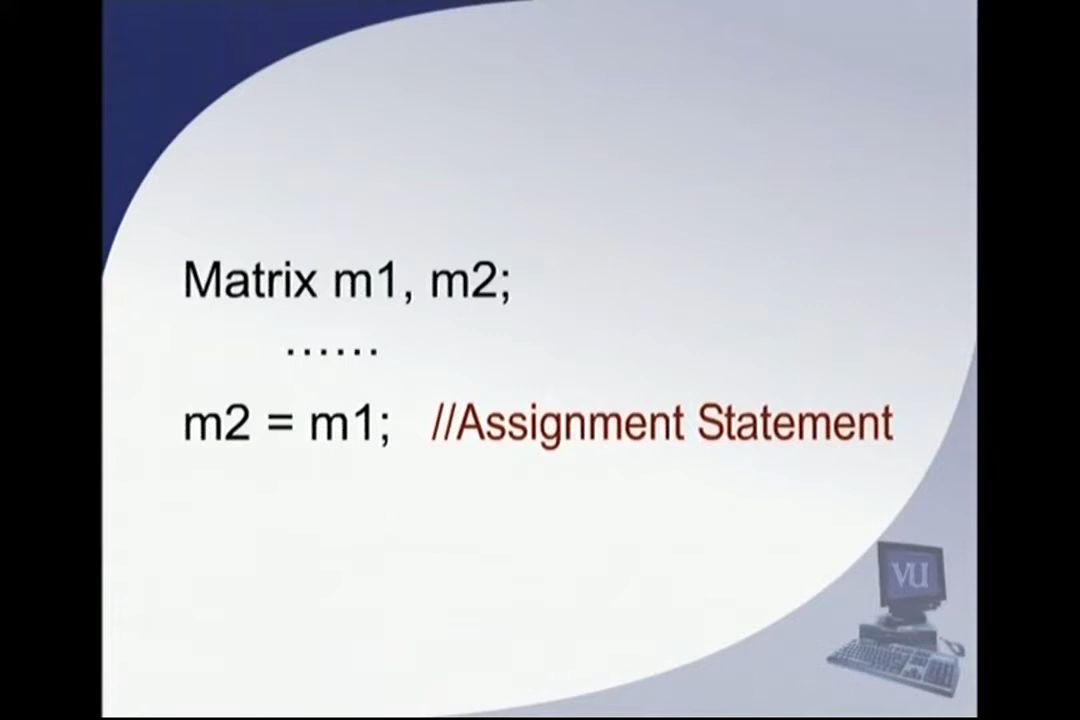 Matrix m1, m2;
......
m2 = m1; //Assignment Statement
VU